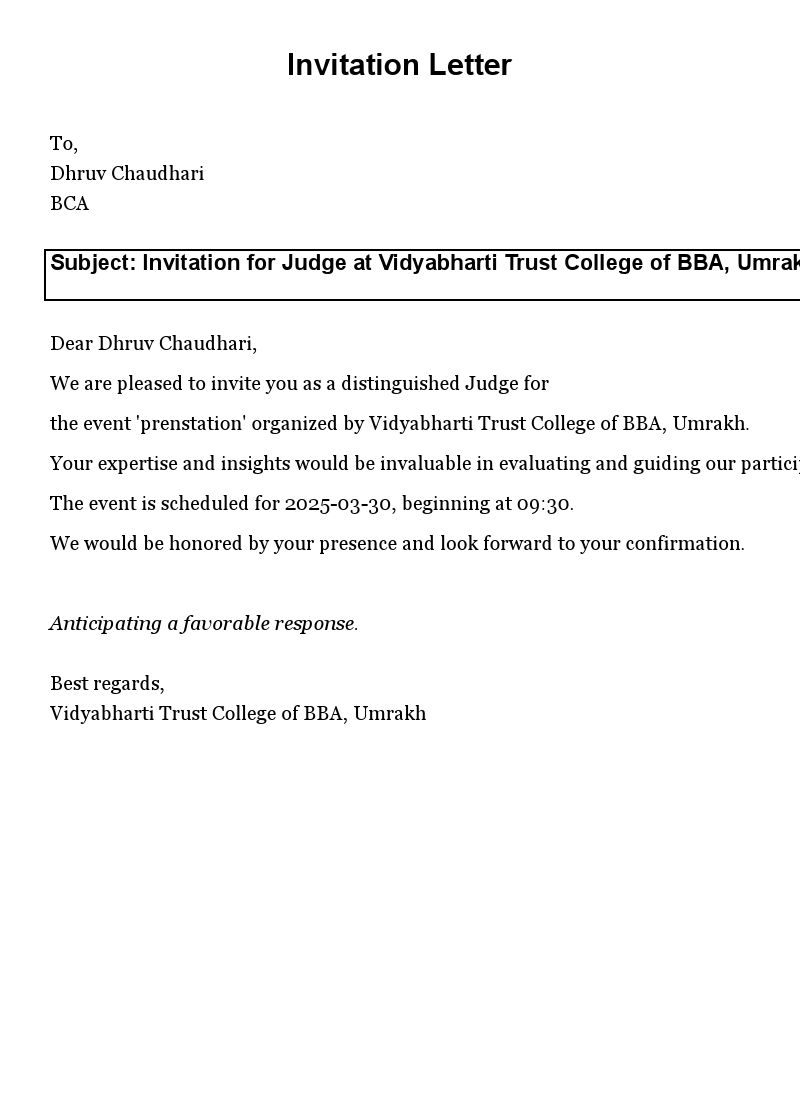 Invitation Letter
To,
Dhruv Chaudhari
BCA
Subject: Invitation for Judge at Vidyabharti Trust College of BBA,
Dear Dhruv Chaudhari,
We are pleased to invite you as a distinguished Judge for
the event 'prenstation' organized by Vidyabharti Trust College of BBA, Umrakh.
Your expertise and insights would be invaluable in evaluating and guiding our
The event is scheduled for 2025-03-30, beginning at 09:30.
We would be honored by your presence and look forward to your confirmation.
Anticipating a favorable response.
Best regards,
Vidyabharti Trust College of BBA, Umrakh